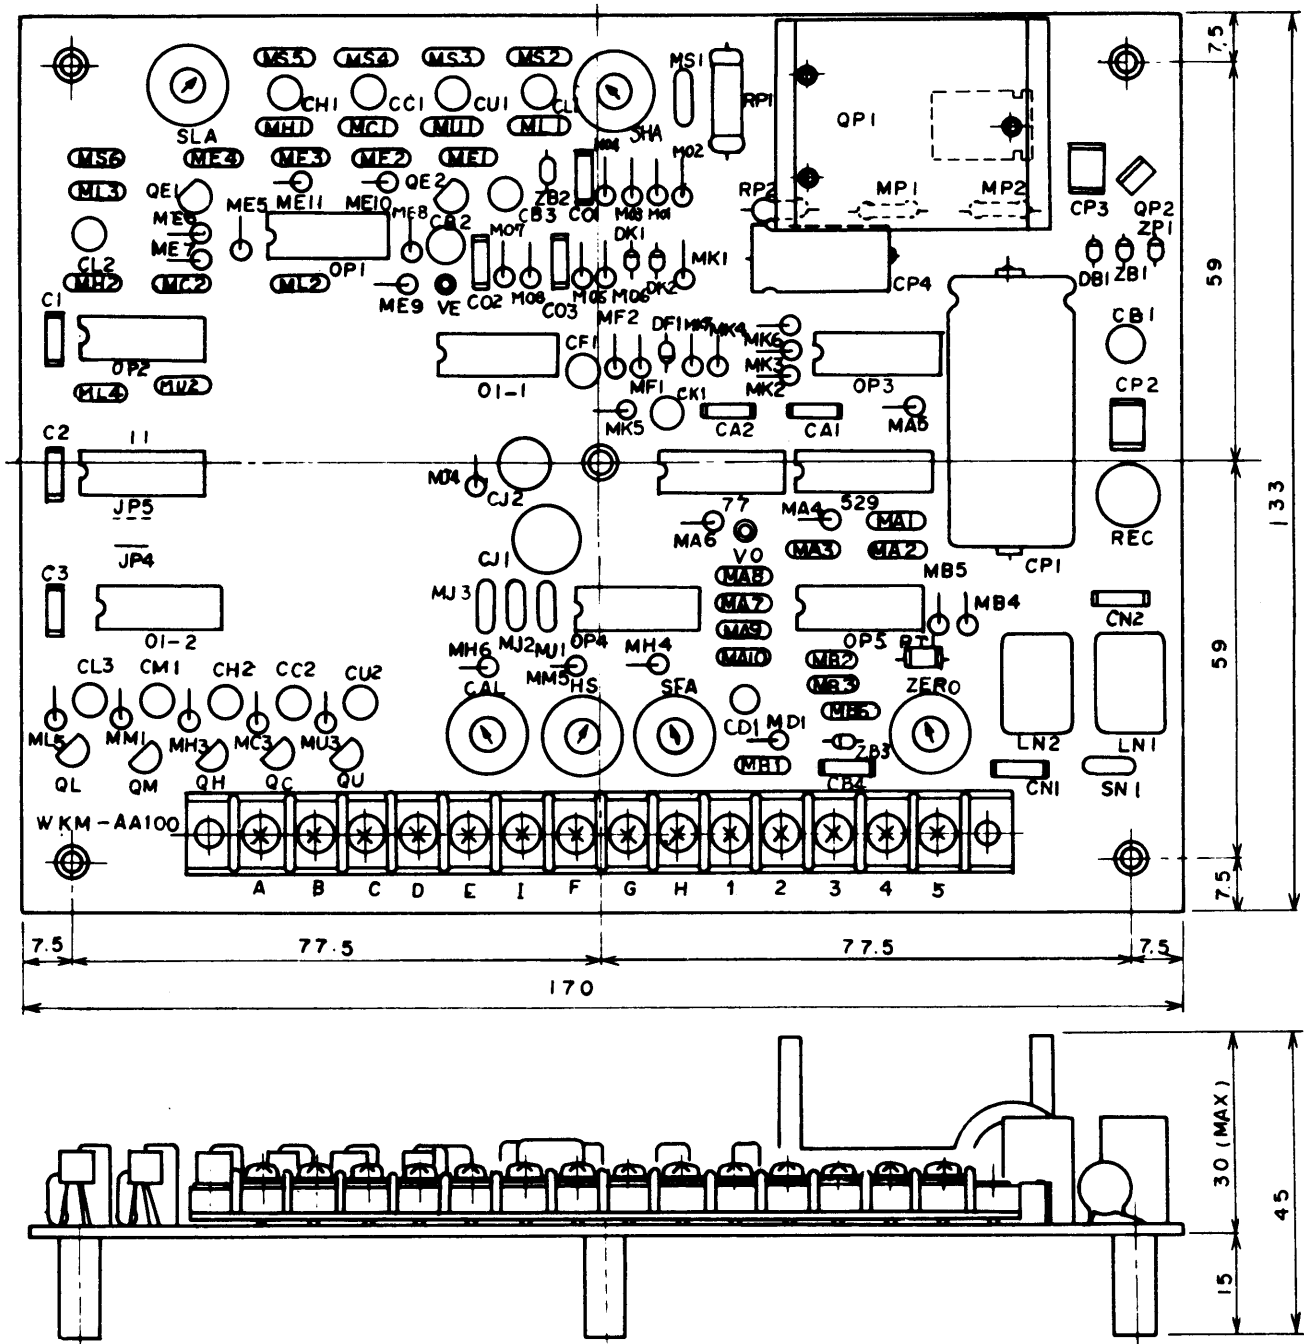 MS5 MS4 MS3 MS2 MS1
CH1 CC1 CU1 RP1 QP1
SLA MH1 MC1 MU1 ML1 SHA
MS6 ME4 ME3 ME2 ME1 MO2
ML3 QE1 ME11 ME10 QE2 ZB2 CO1 MO3 MO1 RP2 MP1 MP2 CP3 QP2
ME6 ME5 ME8 CB3 ZP1
ME7 MO7 DK1
CL2 OP1 MK1 DB1 ZB1
MH2 MC2 ML2 ME9 VE CO2 MO8 CO3 MO5 MO6 DK2 CP4
C1 MF2 DF1 MK4 CB1
CF1 MK6
OP2 MK3 OP3
ML4 MU2 OI-1 MF1 CK1 MK2 CP2
MK5 CA2 CA1 MA5
C2 I1
MJ4
JP5 CJ2 77 MA4 529 MA1
MA6 REC
JP4 CJ1 VO MA3 MA2 CP1
C3 MA8 MB5
MJ3 MA7 MB4
MJ2 MJ1 OP4 MA9 OP5 RT CN2
OI-2 MH6 MH4 MA10 MB2
CL3 CM1 CH2 CC2 CU2 CAL MM5 HS SFA MB3 ZERO
ML5 MM1 MH3 MC3 MU3 CD1 MD1 MB6 LN2 LN1
QL QM QH QC QU MB1 ZB3 CB4 CN1 SN1
WKM-AA100
A B C D E I F G H 1 2 3 4 5
7.5
59
133
59
7.5
7.5 77.5 77.5 7.5
170
30 (MAX)
45
15